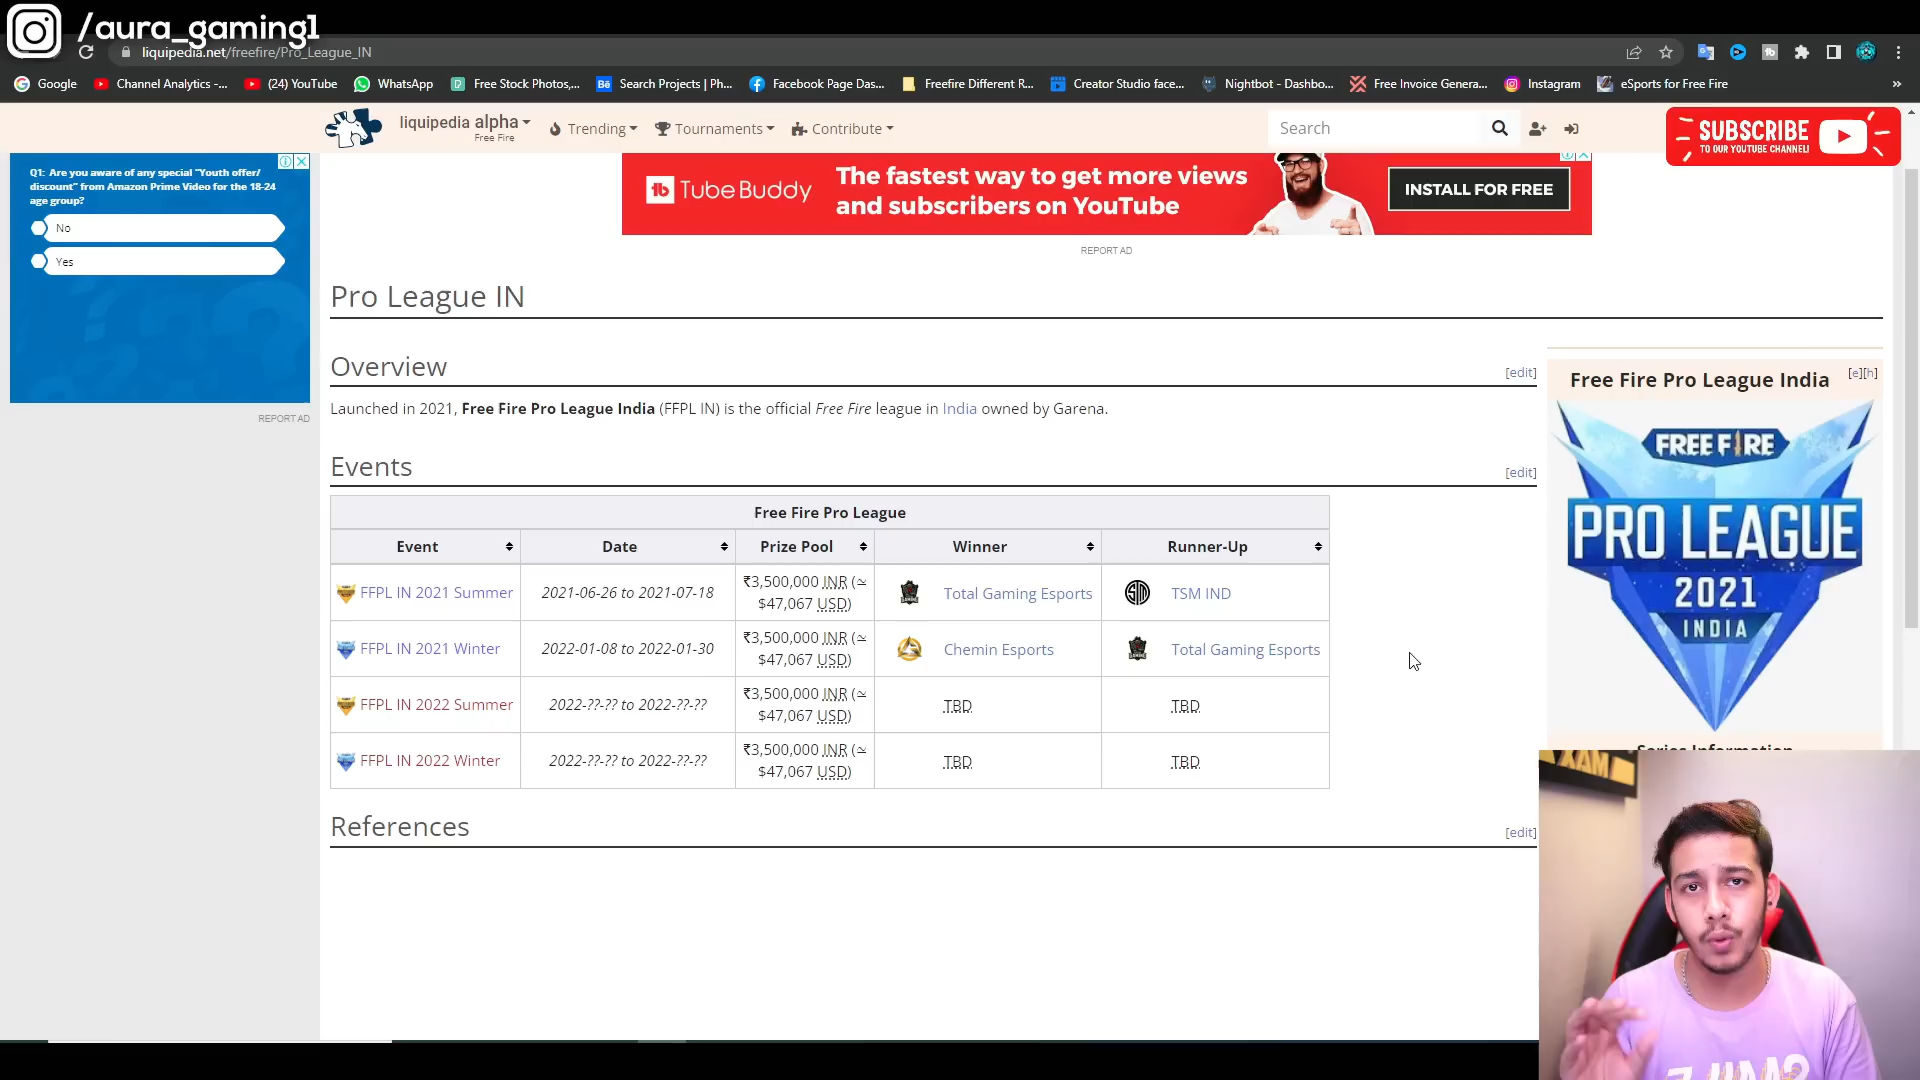 /aura_gaming1
liquipedia.net/freefire/Pro_League_IN
Google
Channel Analytics -...
(24) YouTube
WhatsApp
Free Stock Photos,...
Search Projects | Ph...
Facebook Page Das...
Freefire Different R...
Creator Studio face...
Nightbot - Dashbo...
Free Invoice Genera...
Instagram
eSports for Free Fire
»
liquipedia alpha
Free Fire
Trending
Tournaments
Contribute
Search
SUBSCRIBE
TO OUR YOUTUBE CHANNEL!
Q1: Are you aware of any special "Youth offer/
discount" from Amazon Prime Video for the 18-24
age group?
No
Yes
REPORT AD
tb TubeBuddy
The fastest way to get more views
and subscribers on YouTube
INSTALL FOR FREE
REPORT AD
Pro League IN
Overview
[edit]
Launched in 2021, Free Fire Pro League India (FFPL IN) is the official Free Fire league in India owned by Garena.
Events
[edit]
Free Fire Pro League
Event Date Prize Pool Winner Runner-Up
FFPL IN 2021 Summer 2021-06-26 to 2021-07-18 ₹3,500,000 INR (≃ $47,067 USD) Total Gaming Esports TSM IND
FFPL IN 2021 Winter 2022-01-08 to 2022-01-30 ₹3,500,000 INR (≃ $47,067 USD) Chemin Esports Total Gaming Esports
FFPL IN 2022 Summer 2022-??-?? to 2022-??-?? ₹3,500,000 INR (≃ $47,067 USD) TBD TBD
FFPL IN 2022 Winter 2022-??-?? to 2022-??-?? ₹3,500,000 INR (≃ $47,067 USD) TBD TBD
References
[edit]
Free Fire Pro League India
[e][h]
FREE FIRE
PRO LEAGUE
2021
INDIA
Series Information